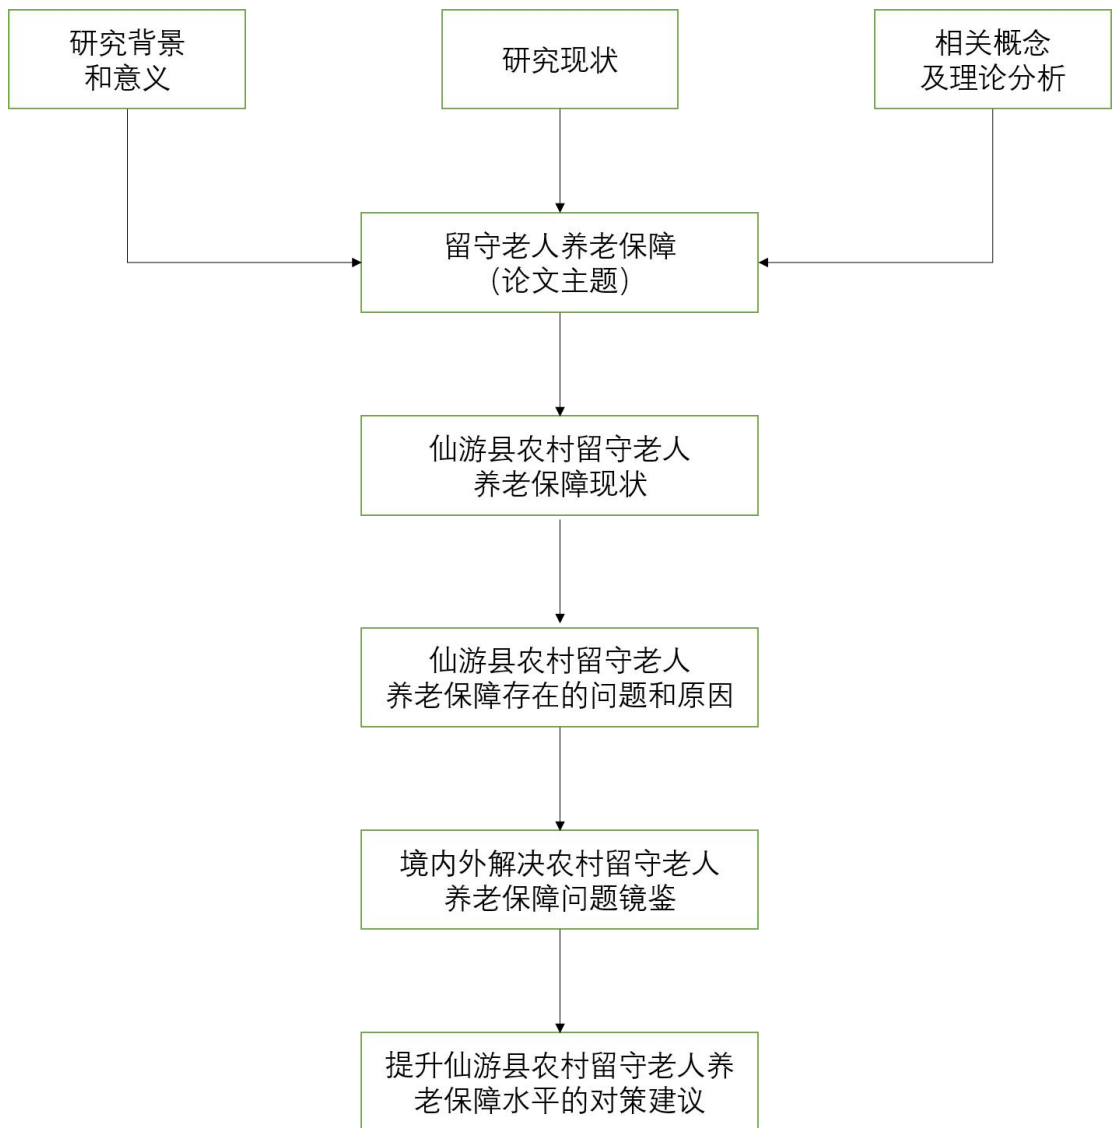 研究背景
和意义
研究现状
相关概念
及理论分析
留守老人养老保障
（论文主题）
仙游县农村留守老人
养老保障现状
仙游县农村留守老人
养老保障存在的问题和原因
境内外解决农村留守老人
养老保障问题镜鉴
提升仙游县农村留守老人养
老保障水平的对策建议